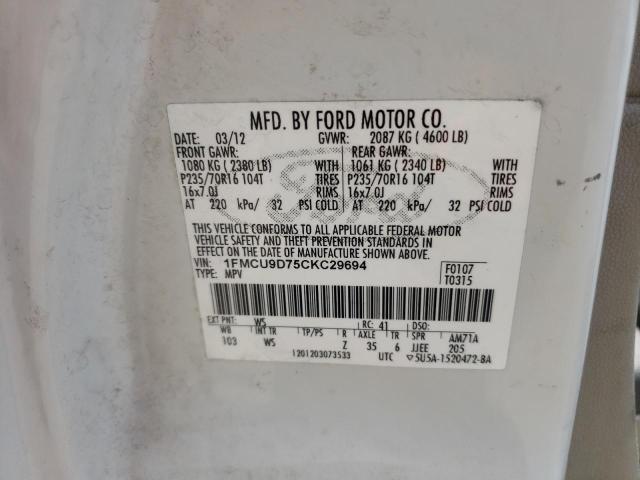 MFD. BY FORD MOTOR CO.
DATE: 03/12 GVWR: 2087 KG ( 4600 LB)
FRONT GAWR: REAR GAWR:
1080 KG ( 2380 LB) WITH 1061 KG ( 2340 LB) WITH
P235/70R16 104T TIRES P235/70R16 104T TIRES
16x7.0J RIMS 16x7.0J RIMS
AT 220 kPa/ 32 PSI COLD AT 220 kPa/ 32 PSI COLD
Ford
THIS VEHICLE CONFORMS TO ALL APPLICABLE FEDERAL MOTOR
VEHICLE SAFETY AND THEFT PREVENTION STANDARDS IN
EFFECT ON THE DATE OF MANUFACTURE SHOWN ABOVE.
VIN: 1FMCU9D75CKC29694 F0107
TYPE: MPV T0315
EXT PNT: WS RC: 41 DSO:
WB INT TR TP/PS R AXLE TR SPR AM71A
103 WS Z 35 6 JJEE 205
1201203073533 UTC 5U5A-1520472-BA